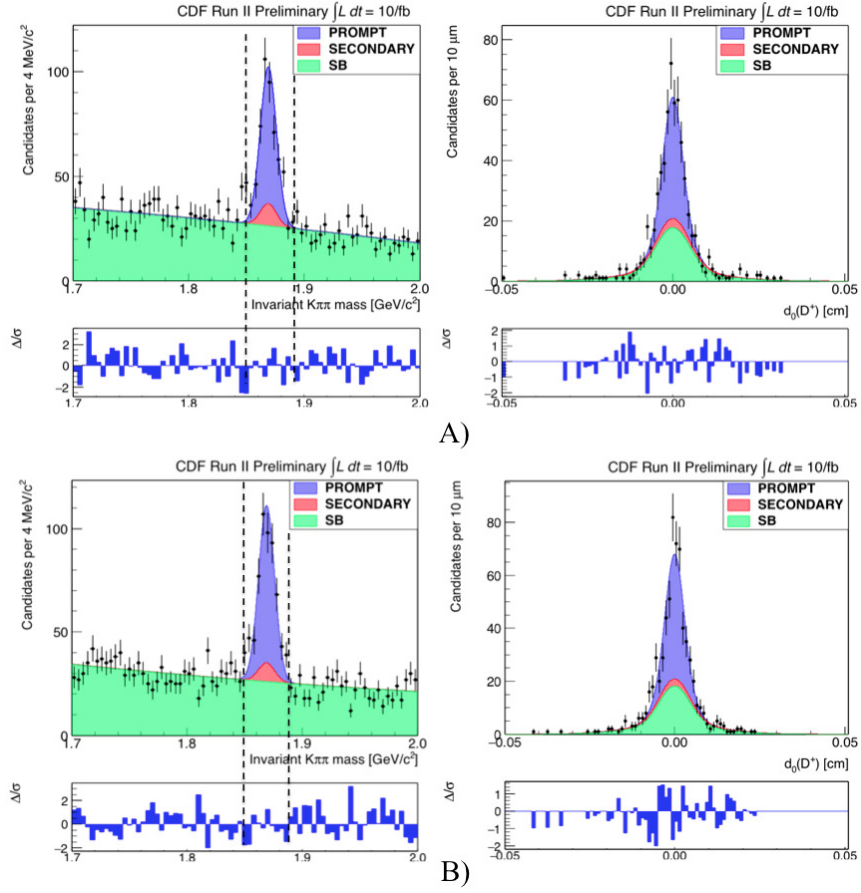 CDF Run II Preliminary ∫L dt = 10/fb
Candidates per 4 MeV/c²
PROMPT
SECONDARY
SB
100
50
0
1.7 1.8 1.9 2.0
Invariant Kππ mass [GeV/c²]
Δ/σ
2
0
−2
1.7 1.8 1.9 2.0
CDF Run II Preliminary ∫L dt = 10/fb
Candidates per 10 μm
PROMPT
SECONDARY
SB
80
60
40
20
0
−0.05 0.00 0.05
d₀(D⁺) [cm]
Δ/σ
2
1
0
−1
−2
−0.05 0.00 0.05
A)
CDF Run II Preliminary ∫L dt = 10/fb
Candidates per 4 MeV/c²
PROMPT
SECONDARY
SB
100
50
0
1.7 1.8 1.9 2.0
Invariant Kππ mass [GeV/c²]
Δ/σ
2
0
−2
1.7 1.8 1.9 2.0
CDF Run II Preliminary ∫L dt = 10/fb
Candidates per 10 μm
PROMPT
SECONDARY
SB
80
60
40
20
0
−0.05 0.00 0.05
d₀(D⁺) [cm]
Δ/σ
1
0
−1
−2
−0.05 0.00 0.05
B)